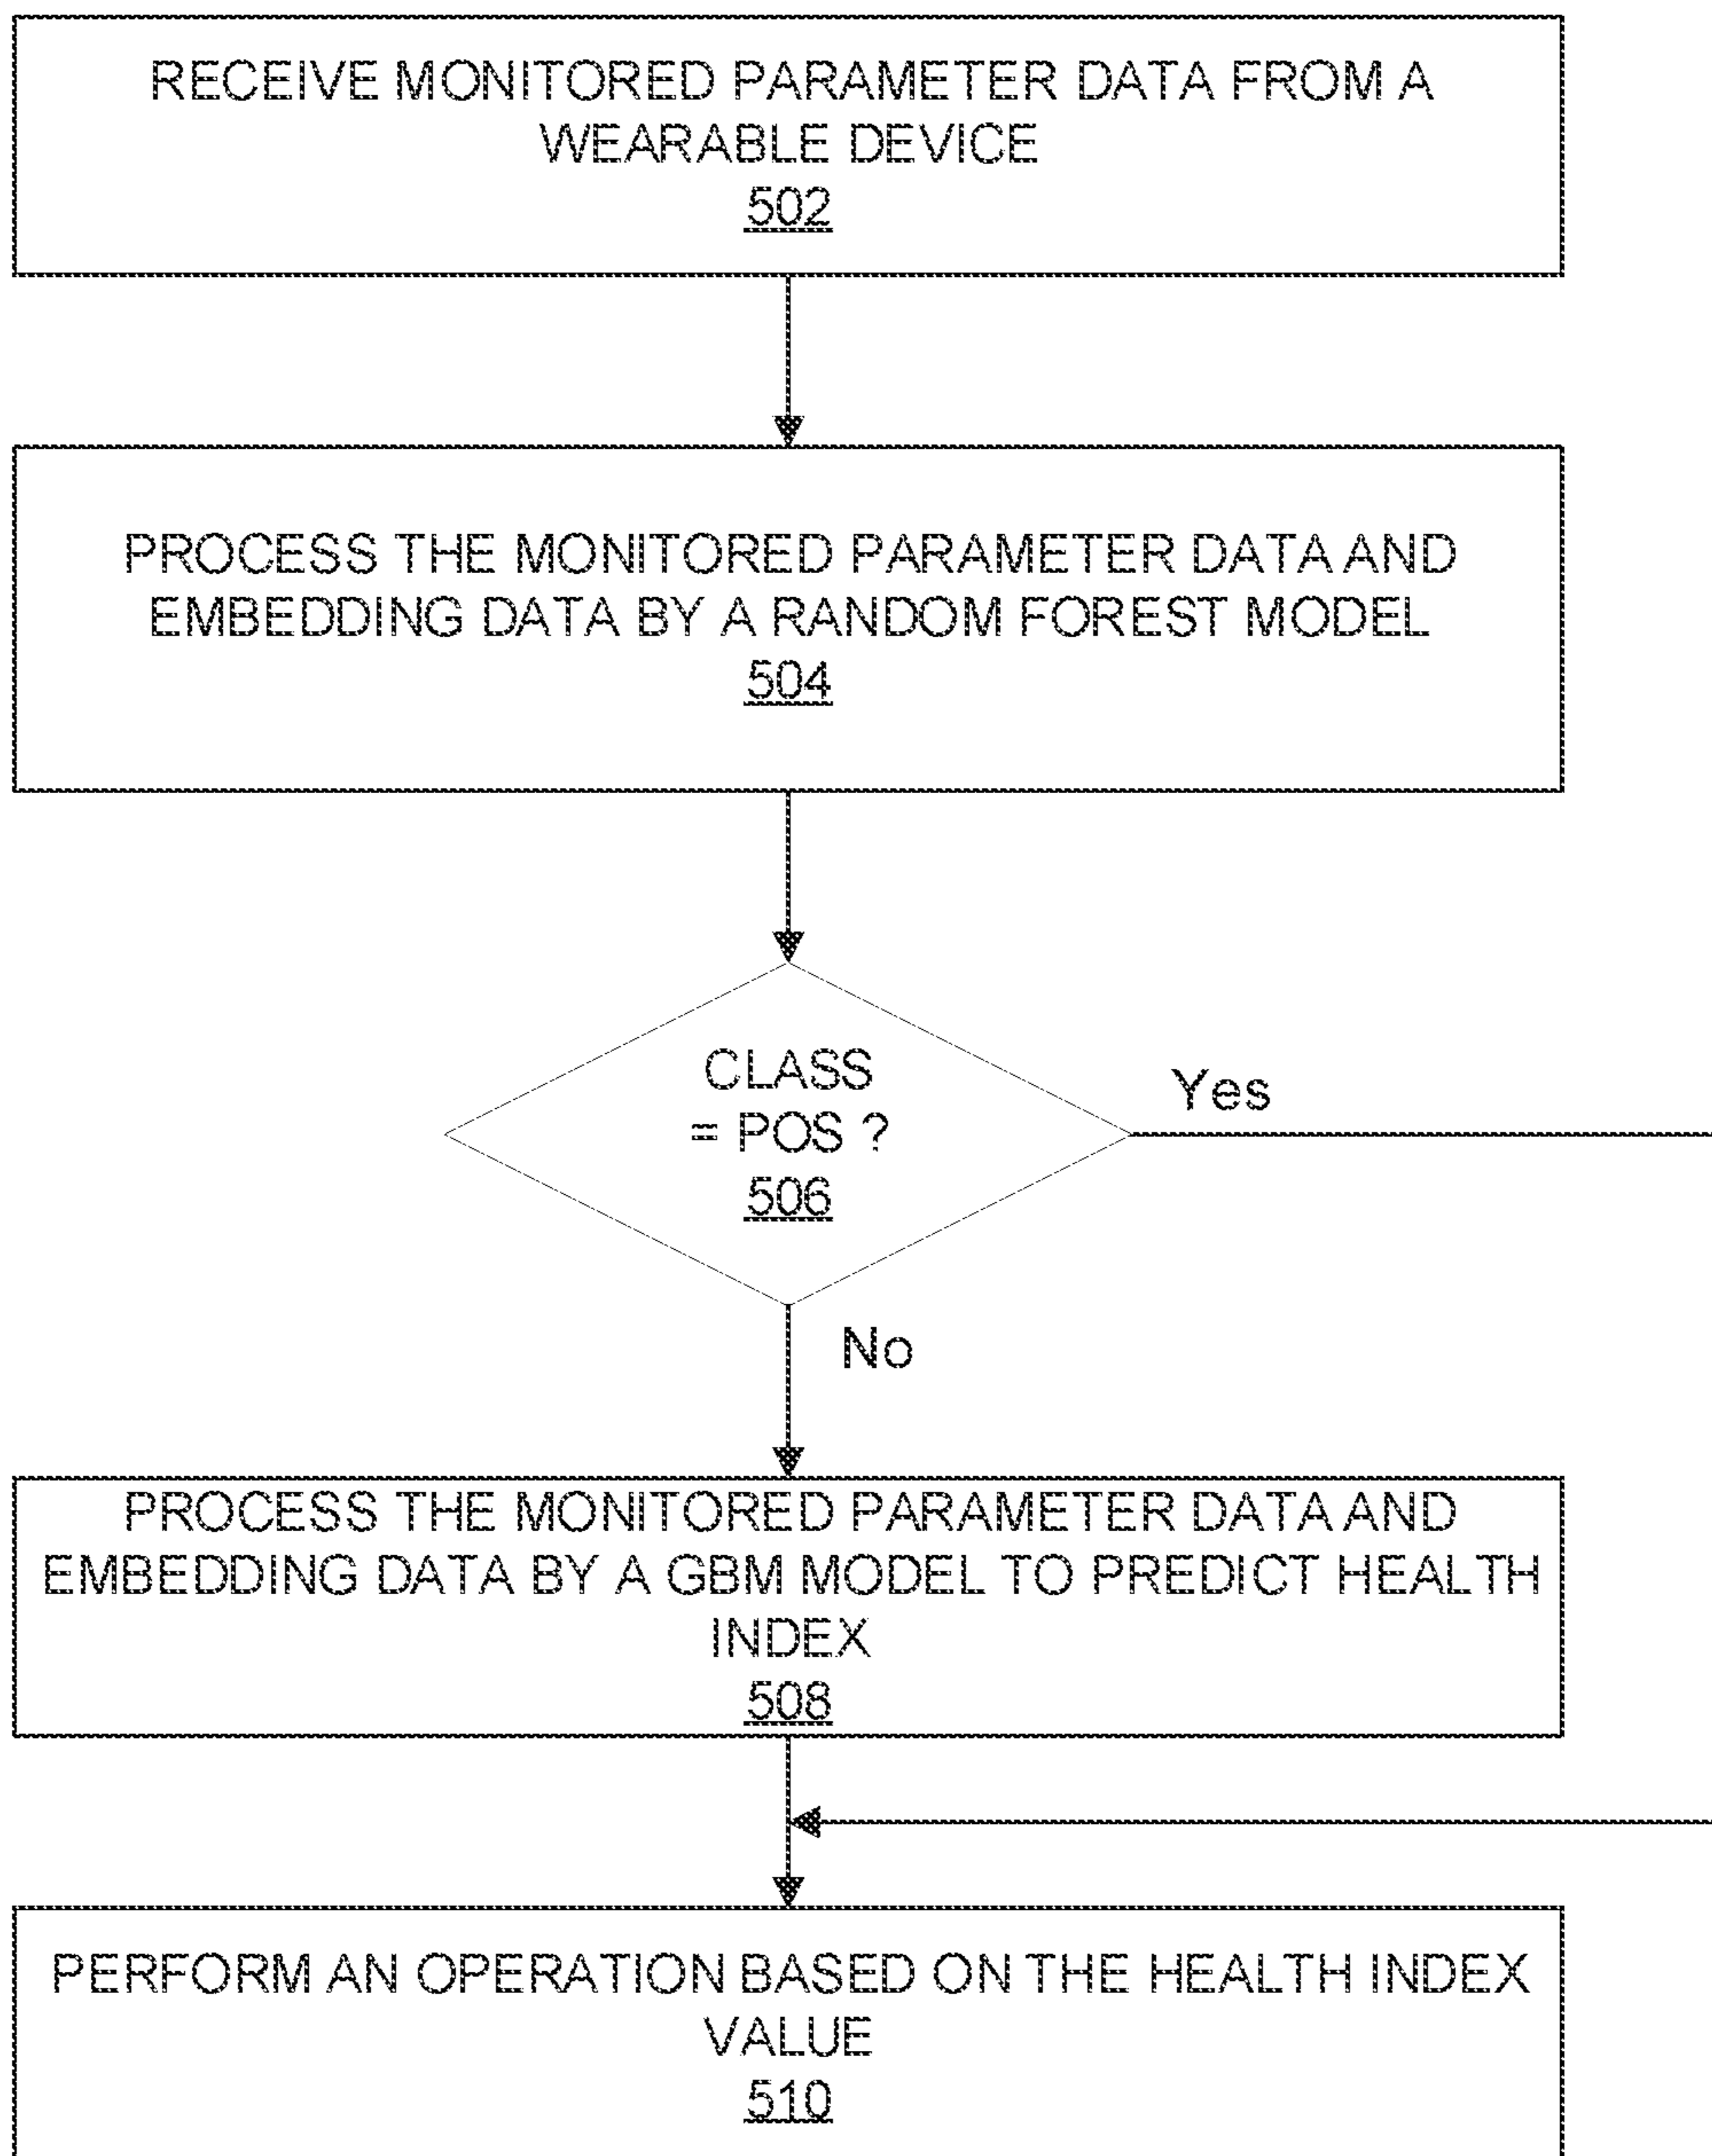 RECEIVE MONITORED PARAMETER DATA FROM A
WEARABLE DEVICE
502
PROCESS THE MONITORED PARAMETER DATA AND
EMBEDDING DATA BY A RANDOM FOREST MODEL
504
CLASS
= POS ?
506
Yes
No
PROCESS THE MONITORED PARAMETER DATA AND
EMBEDDING DATA BY A GBM MODEL TO PREDICT HEALTH
INDEX
508
PERFORM AN OPERATION BASED ON THE HEALTH INDEX
VALUE
510